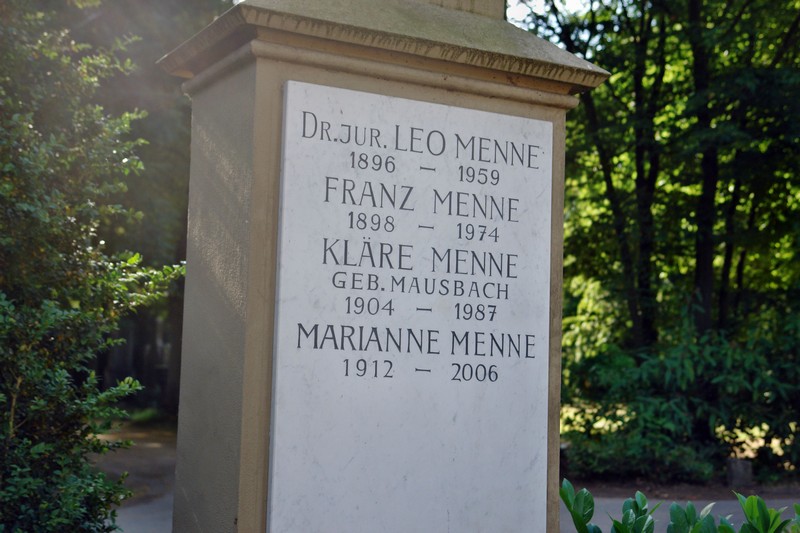 DR. JUR. LEO MENNE
1896 — 1959
FRANZ MENNE
1898 — 1974
KLÄRE MENNE
GEB. MAUSBACH
1904 — 1987
MARIANNE MENNE
1912 — 2006